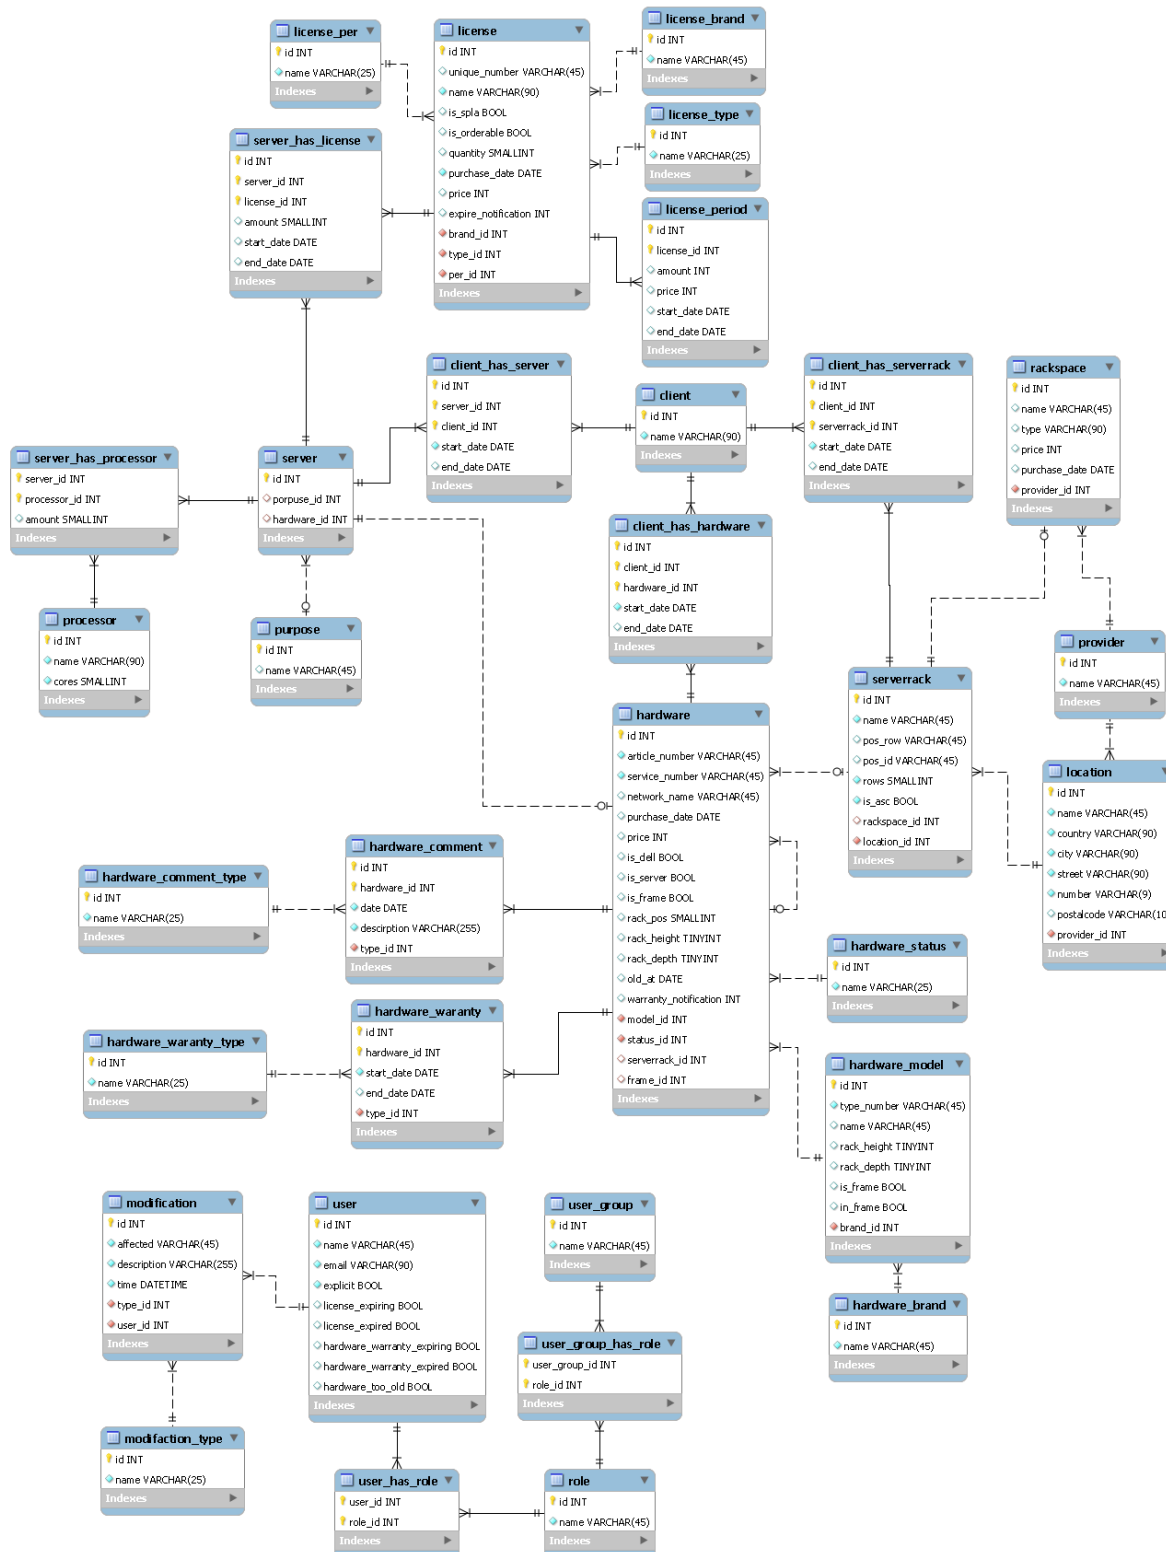 license_per
id INT
name VARCHAR(25)
Indexes
license
id INT
unique_number VARCHAR(45)
name VARCHAR(90)
is_spla BOOL
is_orderable BOOL
quantity SMALLINT
purchase_date DATE
price INT
expire_notification INT
brand_id INT
type_id INT
per_id INT
Indexes
license_brand
id INT
name VARCHAR(45)
Indexes
license_type
id INT
name VARCHAR(25)
Indexes
server_has_license
id INT
server_id INT
license_id INT
amount SMALLINT
start_date DATE
end_date DATE
Indexes
license_period
id INT
license_id INT
amount INT
price INT
start_date DATE
end_date DATE
Indexes
client_has_server
id INT
server_id INT
client_id INT
start_date DATE
end_date DATE
Indexes
client
id INT
name VARCHAR(90)
Indexes
client_has_serverrack
id INT
client_id INT
serverrack_id INT
start_date DATE
end_date DATE
Indexes
rackspace
id INT
name VARCHAR(45)
type VARCHAR(90)
price INT
purchase_date DATE
provider_id INT
Indexes
server_has_processor
server_id INT
processor_id INT
amount SMALLINT
Indexes
server
id INT
porpuse_id INT
hardware_id INT
Indexes
client_has_hardware
id INT
client_id INT
hardware_id INT
start_date DATE
end_date DATE
Indexes
processor
id INT
name VARCHAR(90)
cores SMALLINT
Indexes
purpose
id INT
name VARCHAR(45)
Indexes
provider
id INT
name VARCHAR(45)
Indexes
serverrack
id INT
name VARCHAR(45)
pos_row VARCHAR(45)
pos_id VARCHAR(45)
rows SMALLINT
is_asc BOOL
rackspace_id INT
location_id INT
Indexes
hardware
id INT
article_number VARCHAR(45)
service_number VARCHAR(45)
network_name VARCHAR(45)
purchase_date DATE
price INT
is_dell BOOL
is_server BOOL
is_frame BOOL
rack_pos SMALLINT
rack_height TINYINT
rack_depth TINYINT
old_at DATE
warranty_notification INT
model_id INT
status_id INT
serverrack_id INT
frame_id INT
Indexes
location
id INT
name VARCHAR(45)
country VARCHAR(90)
city VARCHAR(90)
street VARCHAR(90)
number VARCHAR(9)
postalcode VARCHAR(10
provider_id INT
Indexes
hardware_comment
id INT
hardware_id INT
date DATE
descirption VARCHAR(255)
type_id INT
Indexes
hardware_comment_type
id INT
name VARCHAR(25)
Indexes
hardware_status
id INT
name VARCHAR(25)
Indexes
hardware_waranty
id INT
hardware_id INT
start_date DATE
end_date DATE
type_id INT
Indexes
hardware_waranty_type
id INT
name VARCHAR(25)
Indexes
hardware_model
id INT
type_number VARCHAR(45)
name VARCHAR(45)
rack_height TINYINT
rack_depth TINYINT
is_frame BOOL
in_frame BOOL
brand_id INT
Indexes
modification
id INT
affected VARCHAR(45)
description VARCHAR(255)
time DATETIME
type_id INT
user_id INT
Indexes
user
id INT
name VARCHAR(45)
email VARCHAR(90)
explicit BOOL
license_expiring BOOL
license_expired BOOL
hardware_warranty_expiring BOOL
hardware_warranty_expired BOOL
hardware_too_old BOOL
Indexes
user_group
id INT
name VARCHAR(45)
Indexes
hardware_brand
id INT
name VARCHAR(45)
Indexes
user_group_has_role
user_group_id INT
role_id INT
Indexes
modifaction_type
id INT
name VARCHAR(25)
Indexes
user_has_role
user_id INT
role_id INT
Indexes
role
id INT
name VARCHAR(45)
Indexes